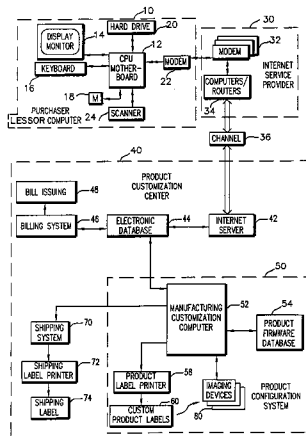 10
HARD DRIVE
20
14
DISPLAY MONITOR
12
CPU MOTHER-BOARD
KEYBOARD
16
MODEM
22
18
M
24
SCANNER
PURCHASER LESSOR COMPUTER
30
MODEM
32
INTERNET SERVICE PROVIDER
COMPUTERS/ ROUTERS
34
CHANNEL
36
40
PRODUCT CUSTOMIZATION CENTER
BILL ISSUING
48
BILLING SYSTEM
46
ELECTRONIC DATABASE
44
INTERNET SERVER
42
50
MANUFACTURING CUSTOMIZATION COMPUTER
52
54
PRODUCT FIRMWARE DATABASE
SHIPPING SYSTEM
70
SHIPPING LABEL PRINTER
72
SHIPPING LABEL
74
PRODUCT LABEL PRINTER
58
60
CUSTOM PRODUCT LABELS
IMAGING DEVICES
80
PRODUCT CONFIGURATION SYSTEM